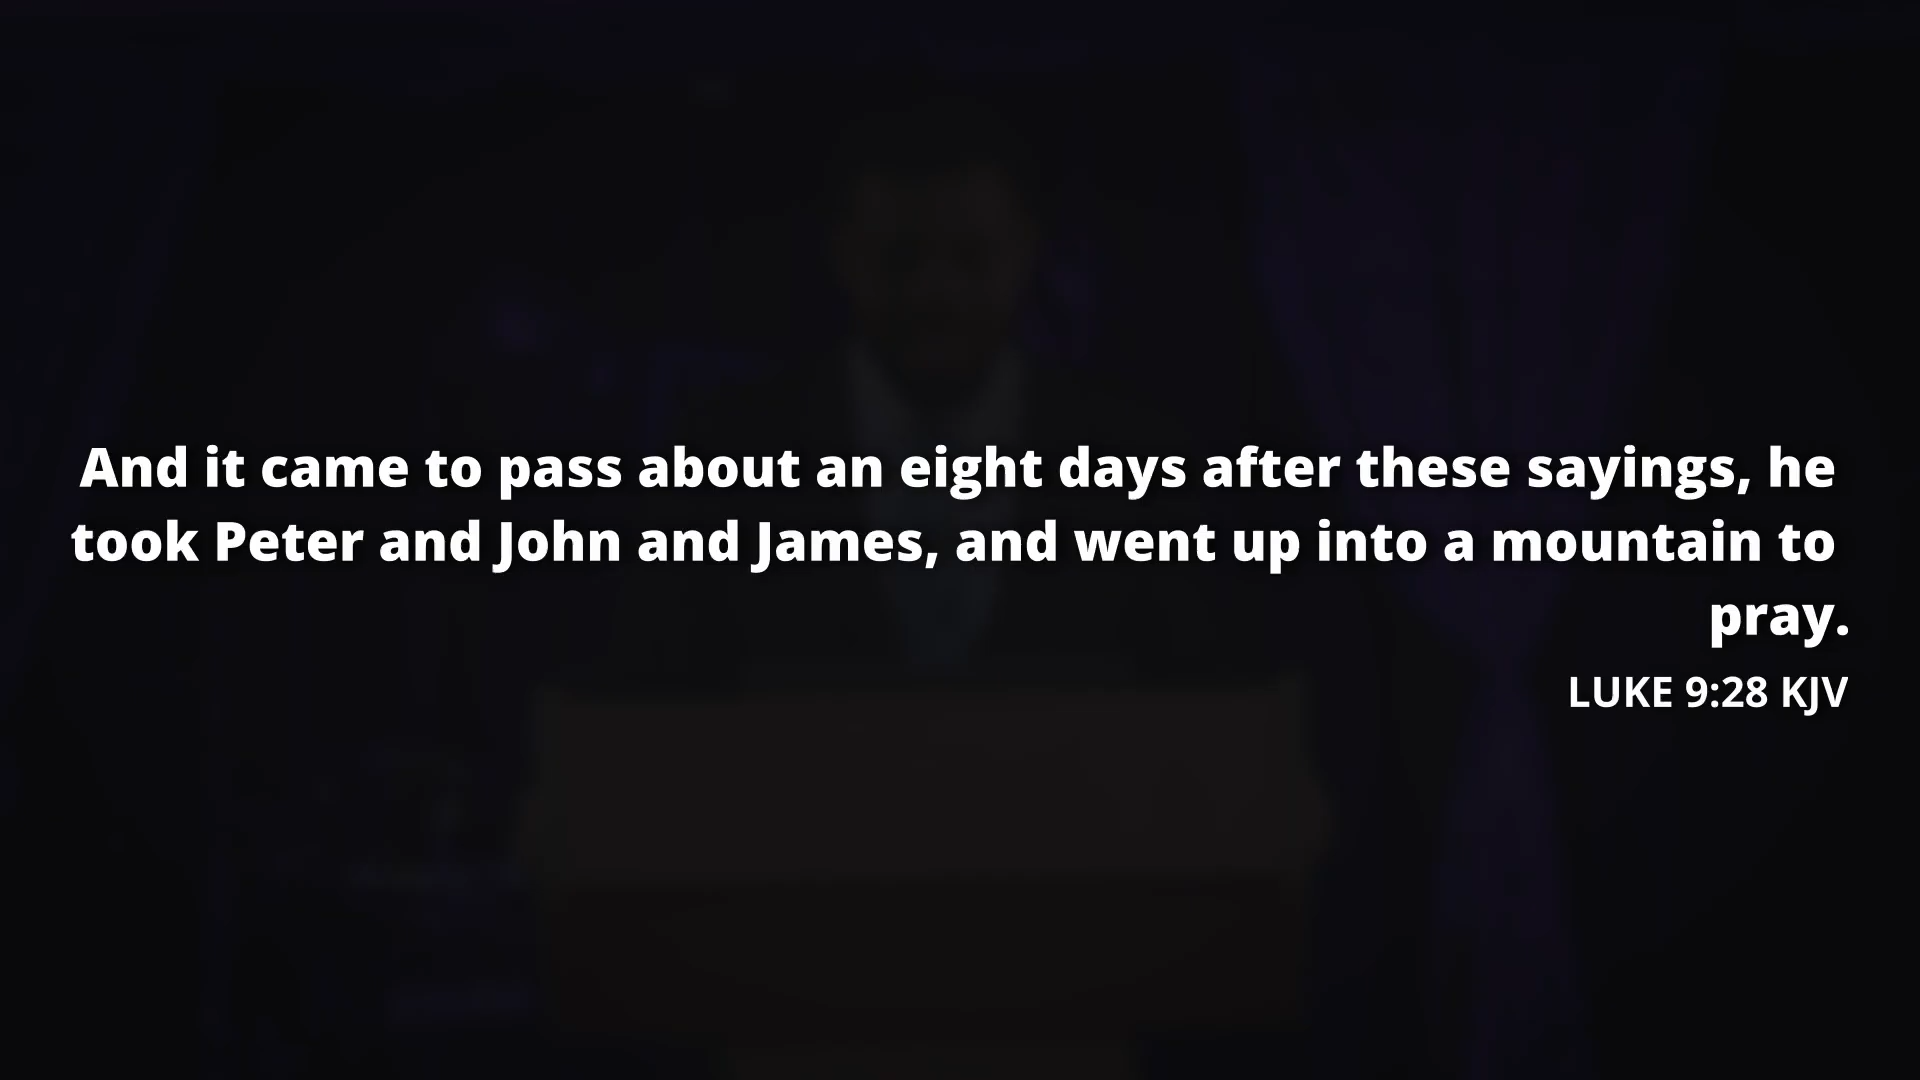 And it came to pass about an eight days after these sayings, he
took Peter and John and James, and went up into a mountain to
pray.
LUKE 9:28 KJV